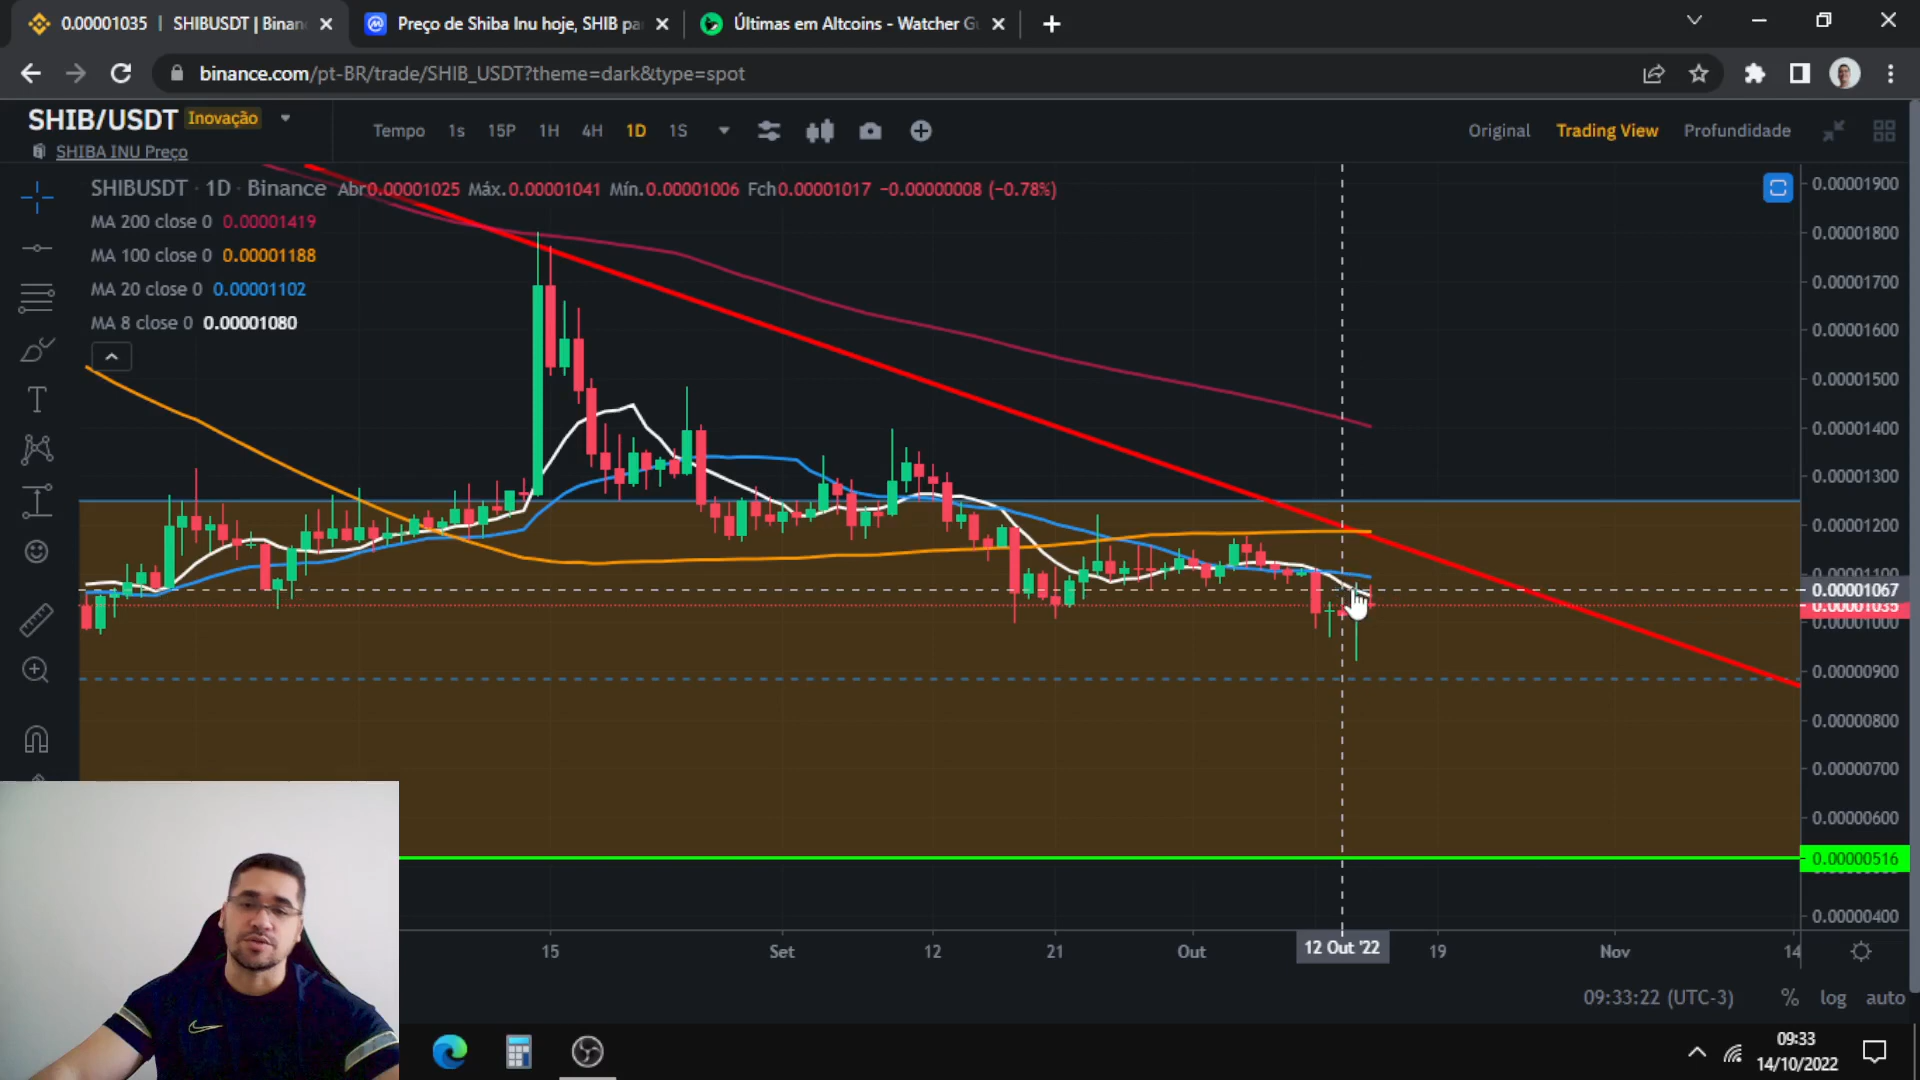 0.00001035 | SHIBUSDT | Binan
Preço de Shiba Inu hoje, SHIB pa
Últimas em Altcoins - Watcher G
binance.com/pt-BR/trade/SHIB_USDT?theme=dark&type=spot
SHIB/USDT Inovação
SHIBA INU Preço
Tempo 1s 15P 1H 4H 1D 1S
Original Trading View Profundidade
SHIBUSDT · 1D · Binance Abr0.00001025 Máx.0.00001041 Mín.0.00001006 Fch0.00001017 −0.00000008 (−0.78%)
MA 200 close 0 0.00001419
MA 100 close 0 0.00001188
MA 20 close 0 0.00001102
MA 8 close 0 0.00001080
0.00001900
0.00001800
0.00001700
0.00001600
0.00001500
0.00001400
0.00001300
0.00001200
0.00001100
0.00001067
0.00001035
0.00001000
0.00000900
0.00000800
0.00000700
0.00000600
0.00000516
0.00000400
15 Set 12 21 Out 12 Out '22 19 Nov 14
09:33:22 (UTC-3) % log auto
09:33
14/10/2022